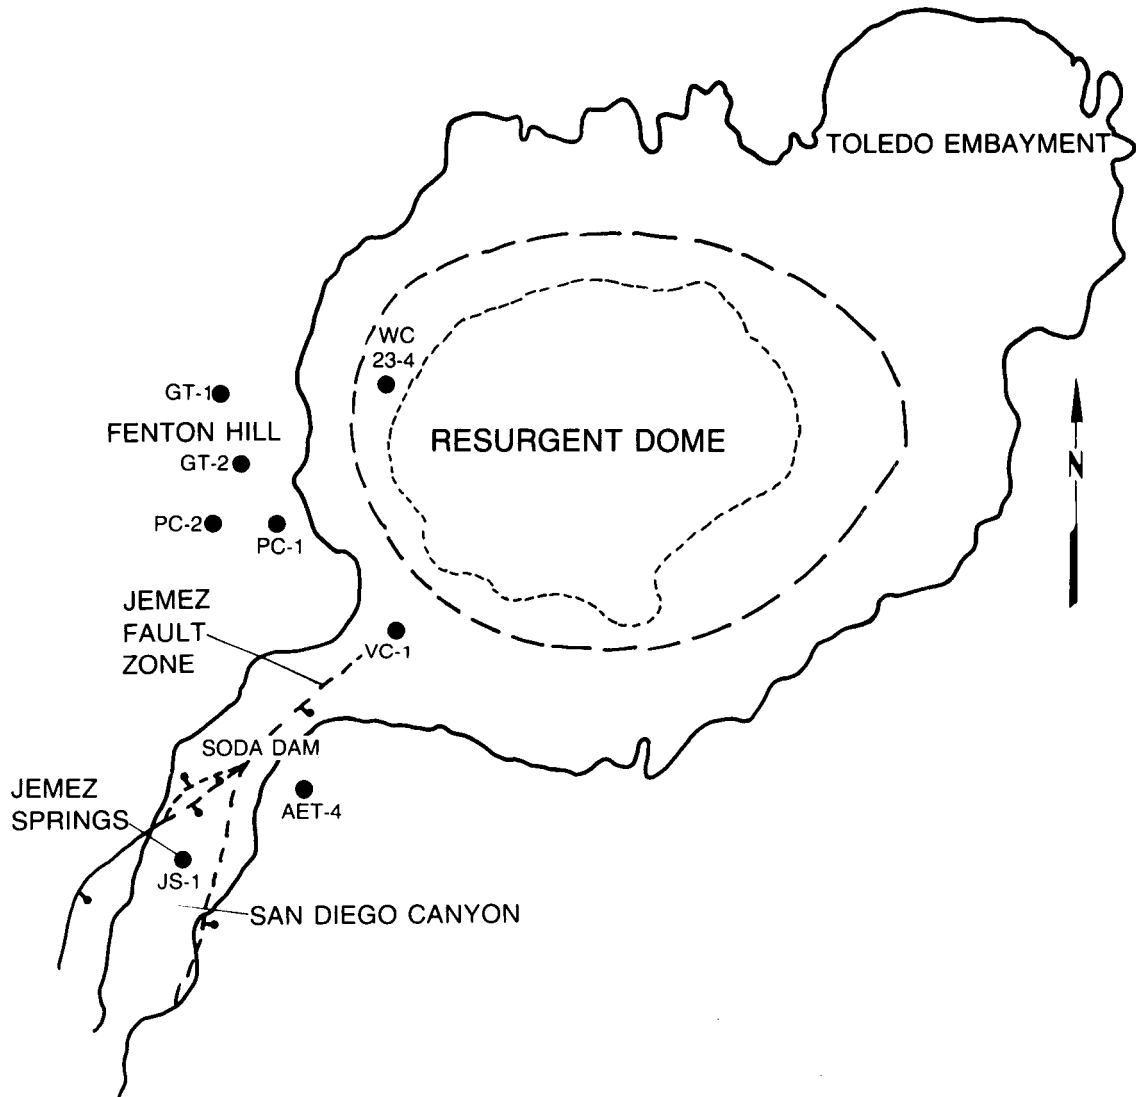 TOLEDO EMBAYMENT
WC
23-4
GT-1
FENTON HILL
GT-2
RESURGENT DOME
N
PC-2
PC-1
JEMEZ
FAULT
ZONE
VC-1
SODA DAM
JEMEZ
SPRINGS
AET-4
JS-1
SAN DIEGO CANYON